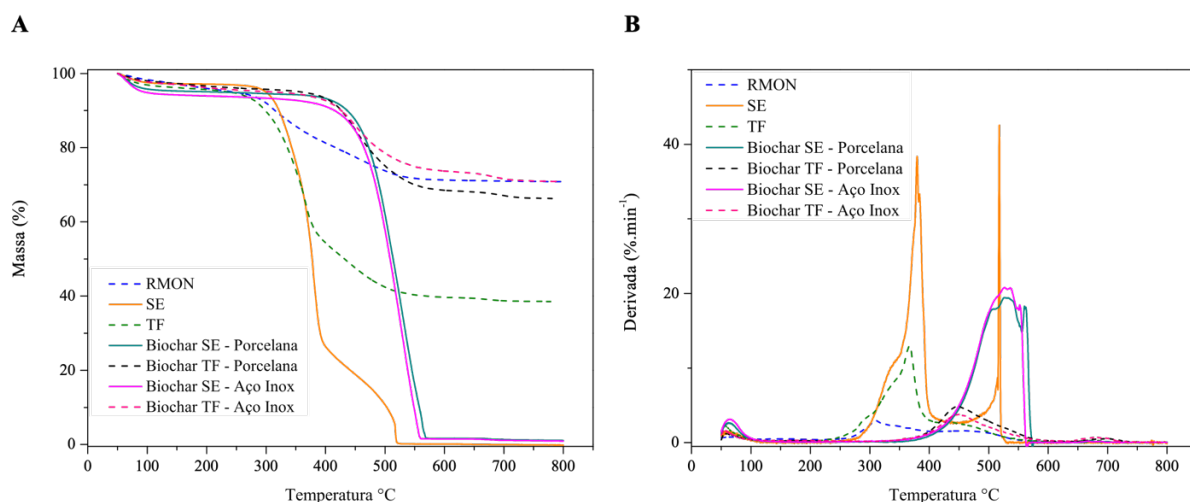 A
100
80
60
40
20
0
Massa (%)
RMON
SE
TF
Biochar SE - Porcelana
Biochar TF - Porcelana
Biochar SE - Aço Inox
Biochar TF - Aço Inox
0 100 200 300 400 500 600 700 800
Temperatura °C
B
40
20
0
Derivada (%.min⁻¹)
RMON
SE
TF
Biochar SE - Porcelana
Biochar TF - Porcelana
Biochar SE - Aço Inox
Biochar TF - Aço Inox
0 100 200 300 400 500 600 700 800
Temperatura °C